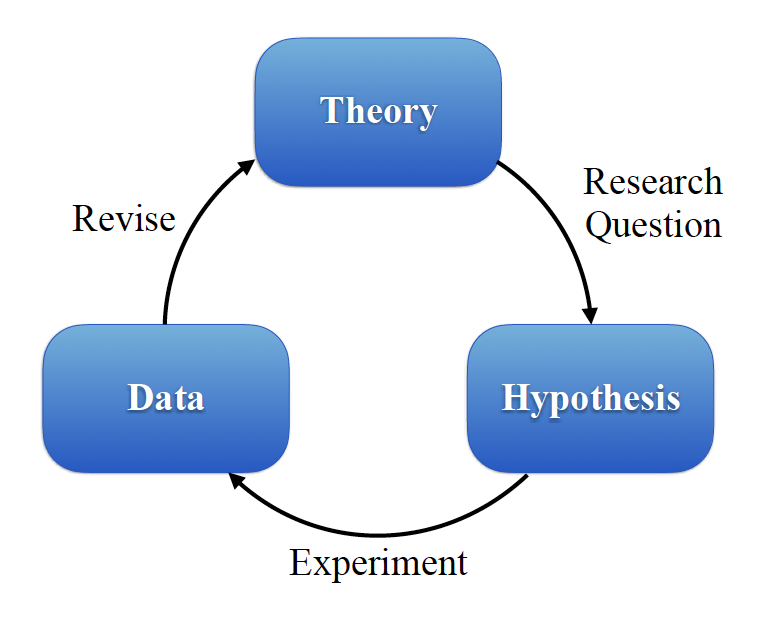 Theory
Research
Question
Revise
Data
Hypothesis
Experiment